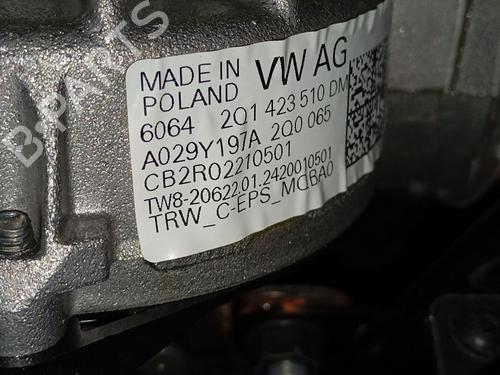 B-PARTS
MADE IN VW AG
POLAND
6064 2Q1 423 510 DM
A029Y197A 2Q0 065
CB2R02210501
TW8-20622.01.2420010501
TRW_C-EPS_MQBA0